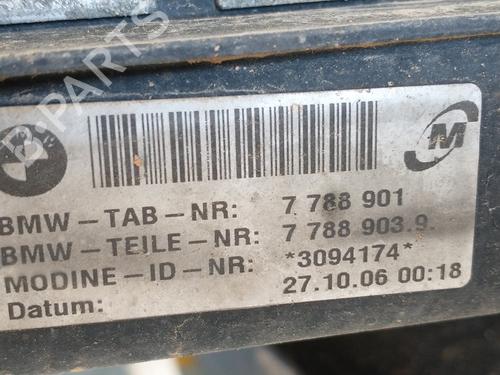 B-PARTS
BMW-TAB-NR: 7 788 901
BMW-TEILE-NR: 7 788 903.9
MODINE-ID-NR: *3094174*
Datum: 27.10.06 00:18
M